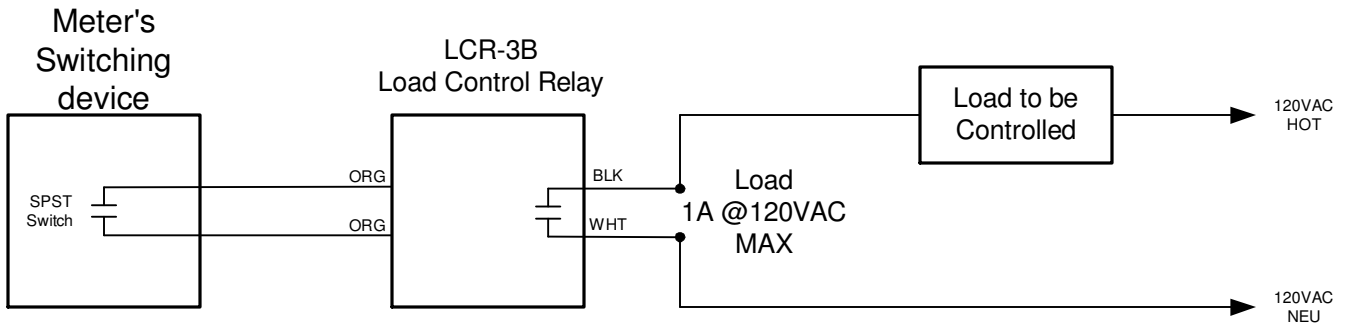 Meter's
Switching
device
LCR-3B
Load Control Relay
Load to be
Controlled
120VAC
HOT
SPST
Switch
ORG
ORG
BLK
WHT
Load
1A @120VAC
MAX
120VAC
NEU